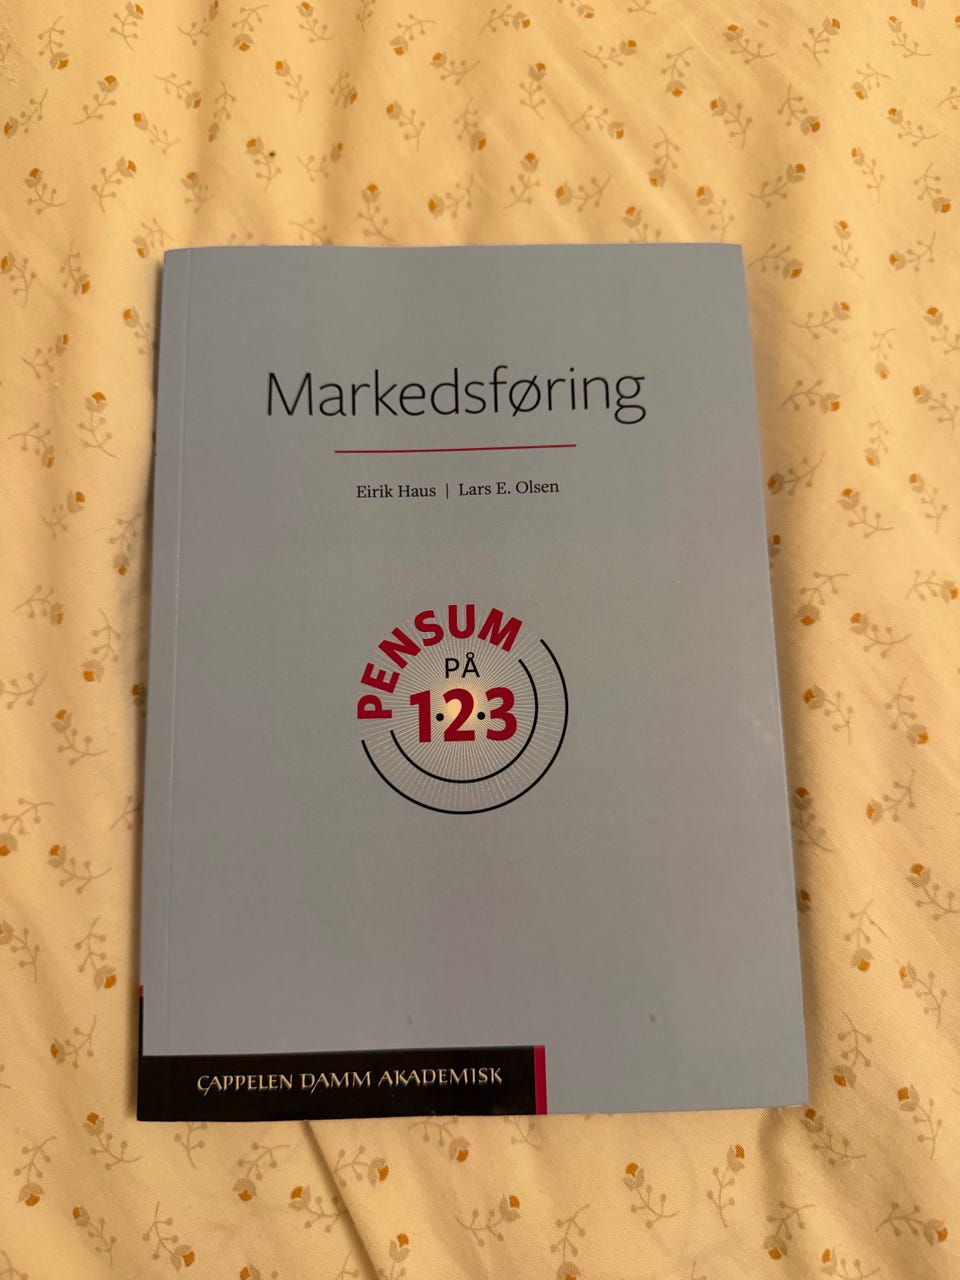 Markedsføring
Eirik Haus | Lars E. Olsen
PENSUM
PÅ
1·2·3
CAPPELEN DAMM AKADEMISK